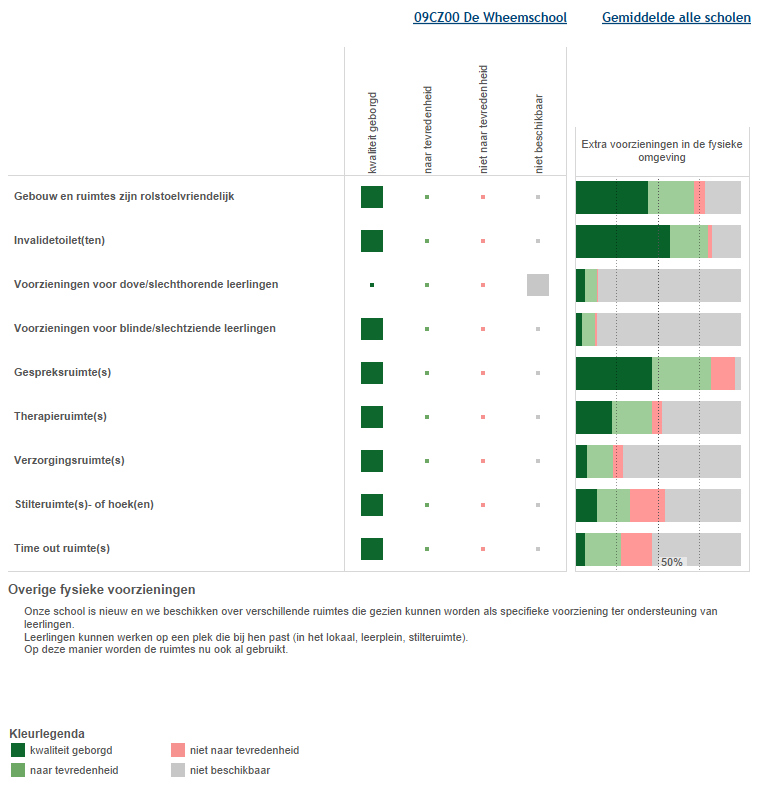 09CZ00 De Wheemschool
Gemiddelde alle scholen
kwaliteit geborgd
naar tevredenheid
niet naar tevredenheid
niet beschikbaar
Extra voorzieningen in de fysieke
omgeving
Gebouw en ruimtes zijn rolstoelvriendelijk
Invalidetoilet(ten)
Voorzieningen voor dove/slechthorende leerlingen
Voorzieningen voor blinde/slechtziende leerlingen
Gespreksruimte(s)
Therapieruimte(s)
Verzorgingsruimte(s)
Stilteruimte(s)- of hoek(en)
Time out ruimte(s)
50%
Overige fysieke voorzieningen
Onze school is nieuw en we beschikken over verschillende ruimtes die gezien kunnen worden als specifieke voorziening ter ondersteuning van
leerlingen.
Leerlingen kunnen werken op een plek die bij hen past (in het lokaal, leerplein, stilteruimte).
Op deze manier worden de ruimtes nu ook al gebruikt.
Kleurlegenda
kwaliteit geborgd
niet naar tevredenheid
naar tevredenheid
niet beschikbaar